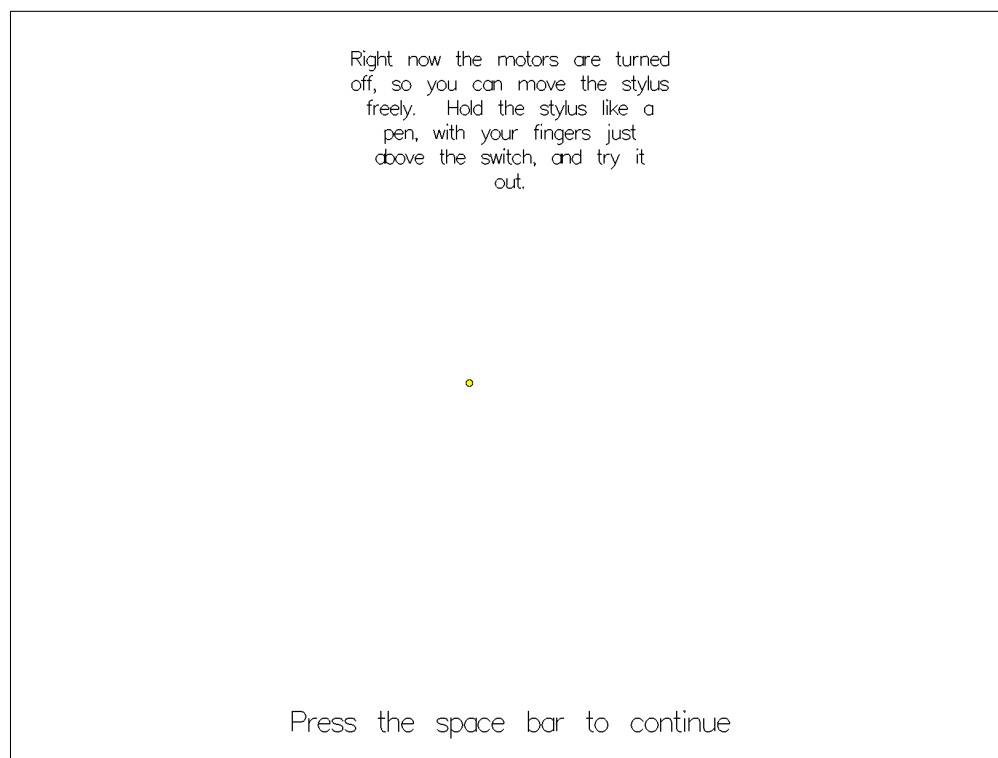 Right now the motors are turned
off, so you can move the stylus
freely.  Hold the stylus like a
pen, with your fingers just
above the switch, and try it
out.
Press the space bar to continue